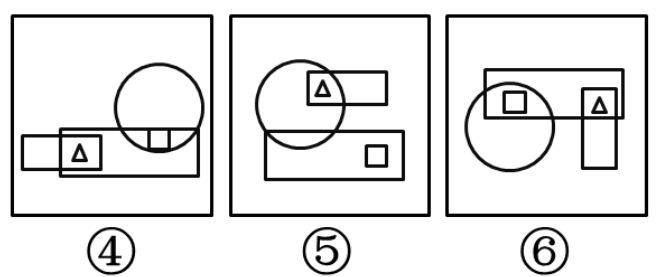 ④ ⑤ ⑥